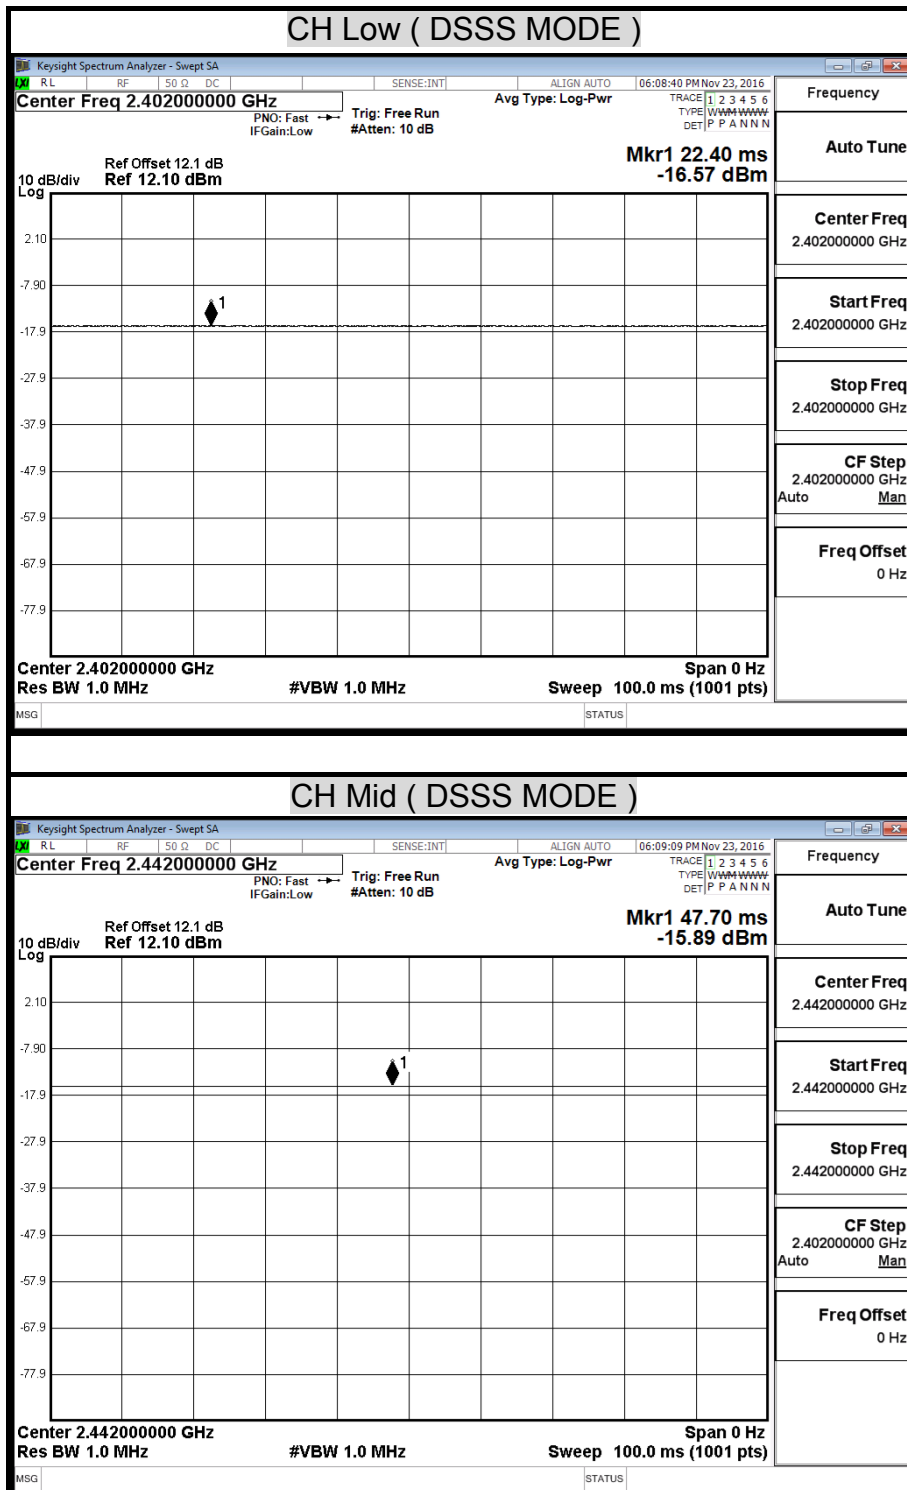 CH Low ( DSSS MODE )
Keysight Spectrum Analyzer - Swept SA
LXI RL RF 50 Ω DC SENSE:INT ALIGN AUTO 06:08:40 PM Nov 23, 2016
Center Freq 2.402000000 GHz Avg Type: Log-Pwr TRACE 1 2 3 4 5 6 Frequency
PNO: Fast Trig: Free Run TYPE WWMWWWW
IFGain:Low #Atten: 10 dB DET P P A N N N
Auto Tune
Mkr1 22.40 ms
Ref Offset 12.1 dB
10 dB/div Ref 12.10 dBm -16.57 dBm
Log
Center Freq
2.402000000 GHz
2.10
-7.90
Start Freq
2.402000000 GHz
1
-17.9
-27.9
Stop Freq
2.402000000 GHz
-37.9
-47.9
CF Step
2.402000000 GHz
Auto Man
-57.9
-67.9
Freq Offset
0 Hz
-77.9
Center 2.402000000 GHz Span 0 Hz
Res BW 1.0 MHz #VBW 1.0 MHz Sweep 100.0 ms (1001 pts)
MSG STATUS
CH Mid ( DSSS MODE )
Keysight Spectrum Analyzer - Swept SA
LXI RL RF 50 Ω DC SENSE:INT ALIGN AUTO 06:09:09 PM Nov 23, 2016
Center Freq 2.442000000 GHz Avg Type: Log-Pwr TRACE 1 2 3 4 5 6 Frequency
PNO: Fast Trig: Free Run TYPE WWMWWWW
IFGain:Low #Atten: 10 dB DET P P A N N N
Auto Tune
Mkr1 47.70 ms
Ref Offset 12.1 dB
10 dB/div Ref 12.10 dBm -15.89 dBm
Log
Center Freq
2.442000000 GHz
2.10
-7.90
Start Freq
2.442000000 GHz
1
-17.9
-27.9
Stop Freq
2.442000000 GHz
-37.9
-47.9
CF Step
2.402000000 GHz
Auto Man
-57.9
-67.9
Freq Offset
0 Hz
-77.9
Center 2.442000000 GHz Span 0 Hz
Res BW 1.0 MHz #VBW 1.0 MHz Sweep 100.0 ms (1001 pts)
MSG STATUS